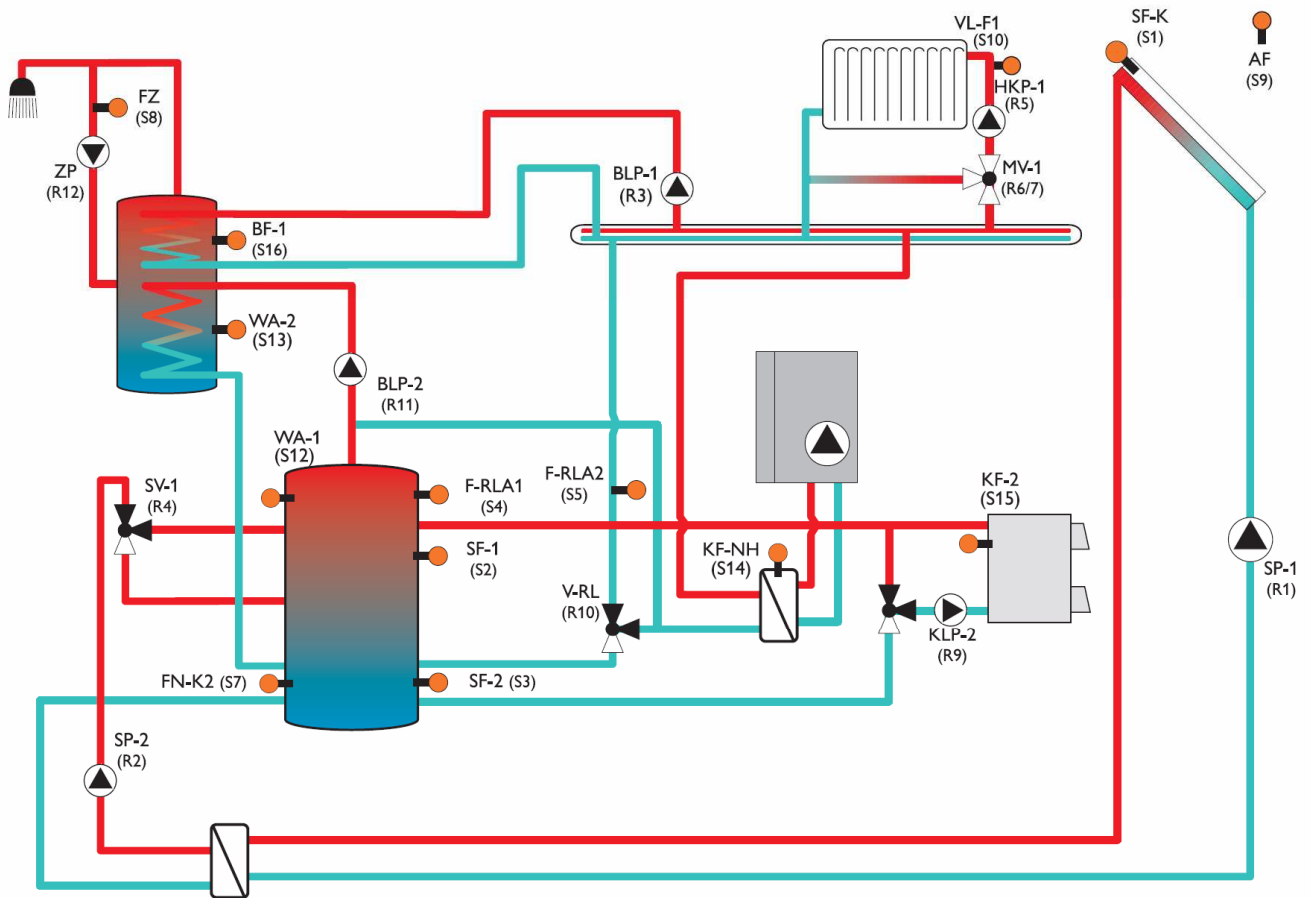 VL-F1
(S10)
SF-K
(S1)
AF
(S9)
FZ
(S8)
HKP-1
(R5)
ZP
(R12)
BLP-1
(R3)
MV-1
(R6/7)
BF-1
(S16)
WA-2
(S13)
BLP-2
(R11)
WA-1
(S12)
SV-1
(R4)
F-RLA1
(S4)
F-RLA2
(S5)
KF-2
(S15)
SF-1
(S2)
KF-NH
(S14)
SP-1
(R1)
V-RL
(R10)
KLP-2
(R9)
FN-K2 (S7)
SF-2 (S3)
SP-2
(R2)